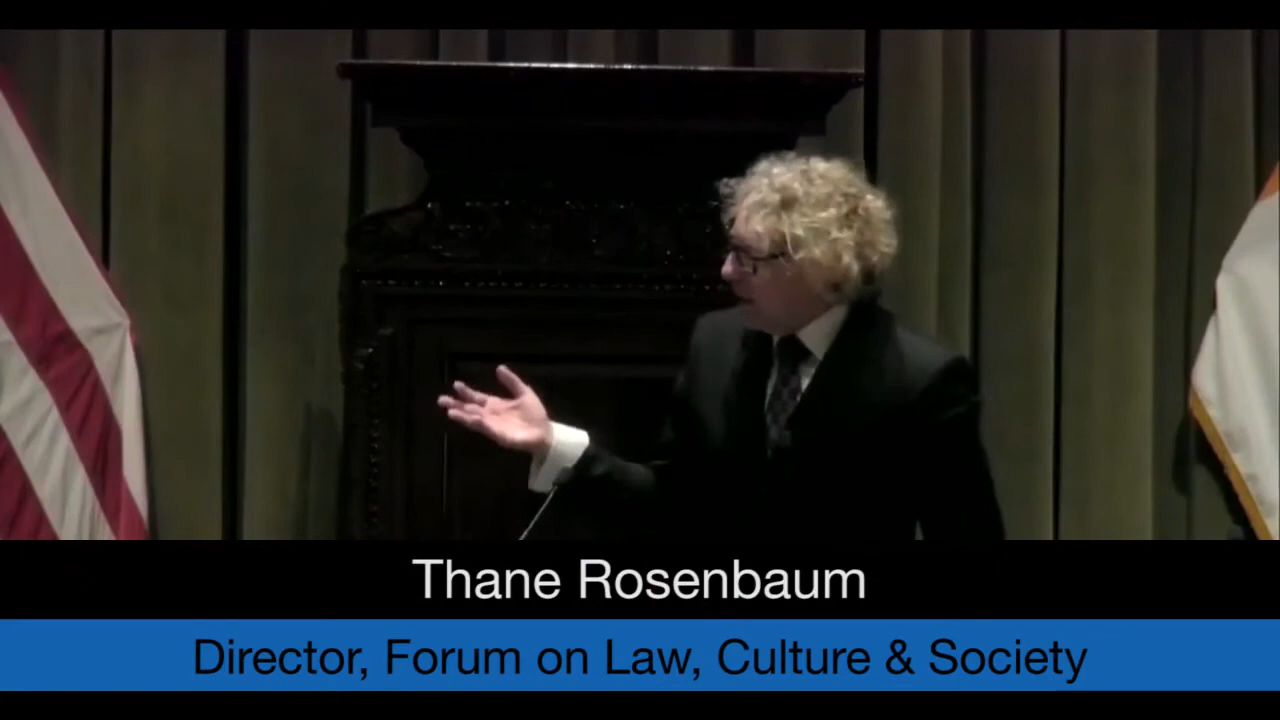 Thane Rosenbaum
Director, Forum on Law, Culture & Society